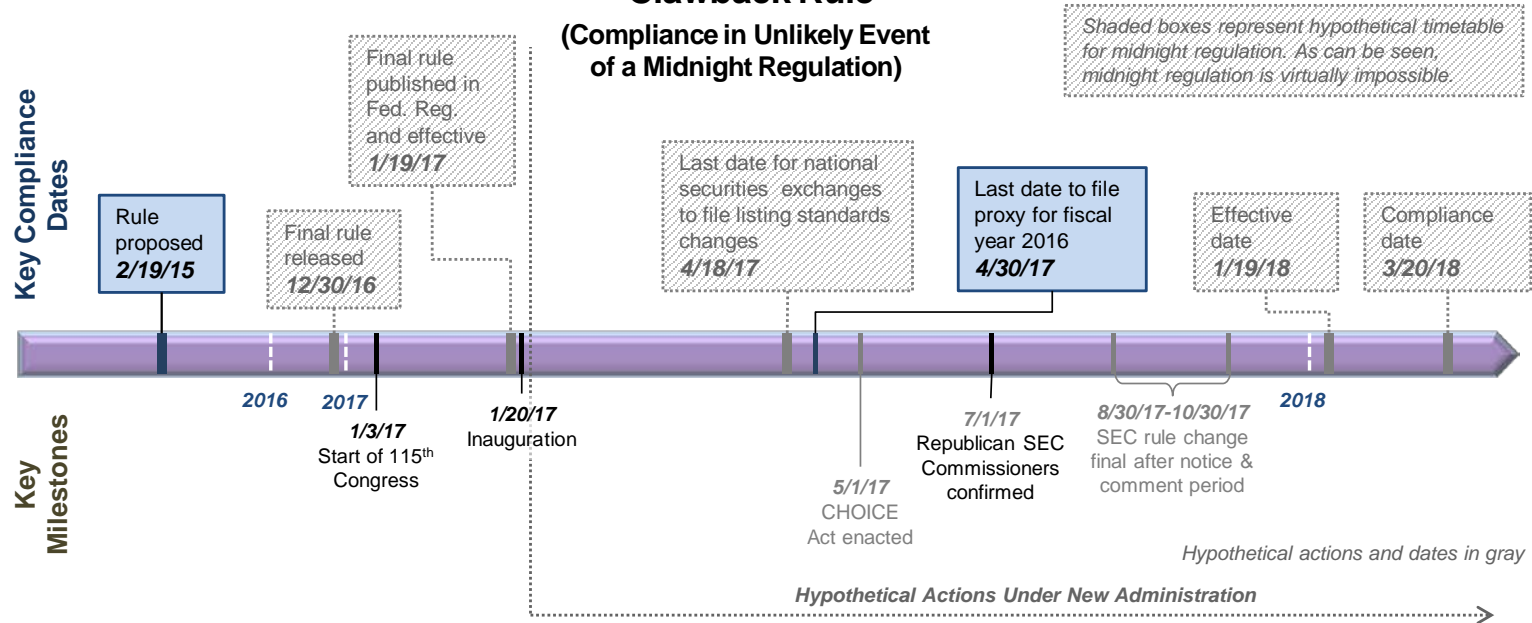 Clawback Rule
(Compliance in Unlikely Event
of a Midnight Regulation)
Shaded boxes represent hypothetical timetable
for midnight regulation. As can be seen,
midnight regulation is virtually impossible.
Key Compliance
Dates
Rule
proposed
2/19/15
Final rule
released
12/30/16
Final rule
published in
Fed. Reg.
and effective
1/19/17
Last date for national
securities exchanges
to file listing standards
changes
4/18/17
Last date to file
proxy for fiscal
year 2016
4/30/17
Effective
date
1/19/18
Compliance
date
3/20/18
2016
2017
2018
Key
Milestones
1/3/17
Start of 115th
Congress
1/20/17
Inauguration
5/1/17
CHOICE
Act enacted
7/1/17
Republican SEC
Commissioners
confirmed
8/30/17-10/30/17
SEC rule change
final after notice &
comment period
Hypothetical actions and dates in gray
Hypothetical Actions Under New Administration